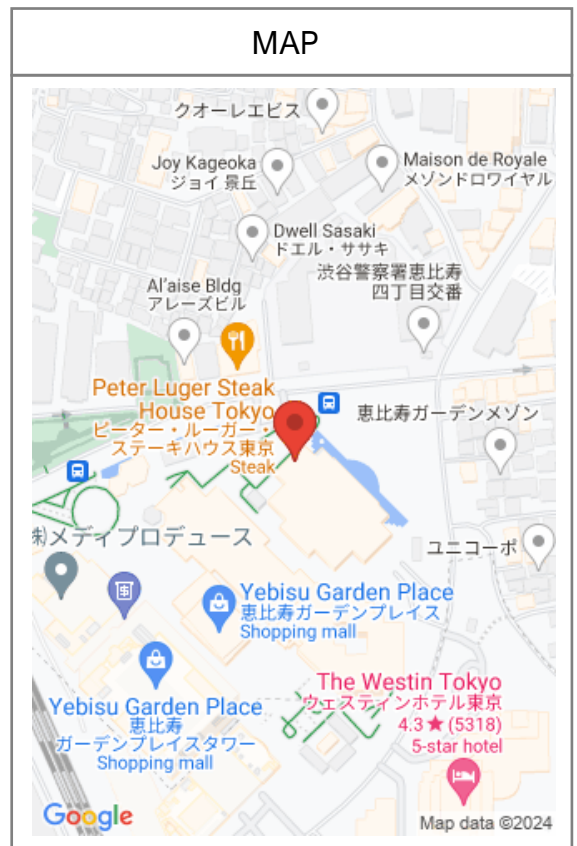 MAP
クオーレエビス
Joy Kageoka
ジョイ 景丘
Maison de Royale
メゾンドロワイヤル
Dwell Sasaki
ドエル・ササキ
渋谷警察署恵比寿
四丁目交番
Al'aise Bldg
アレーズビル
Peter Luger Steak
House Tokyo
ピーター・ルーガー・
ステーキハウス東京
Steak
恵比寿ガーデンメゾン
㈱メディプロデュース
ユニコーポ
Yebisu Garden Place
恵比寿ガーデンプレイス
Shopping mall
The Westin Tokyo
ウェスティンホテル東京
4.3★(5318)
5-star hotel
Yebisu Garden Place
恵比寿
ガーデンプレイスタワー
Shopping mall
Google
Map data ©2024